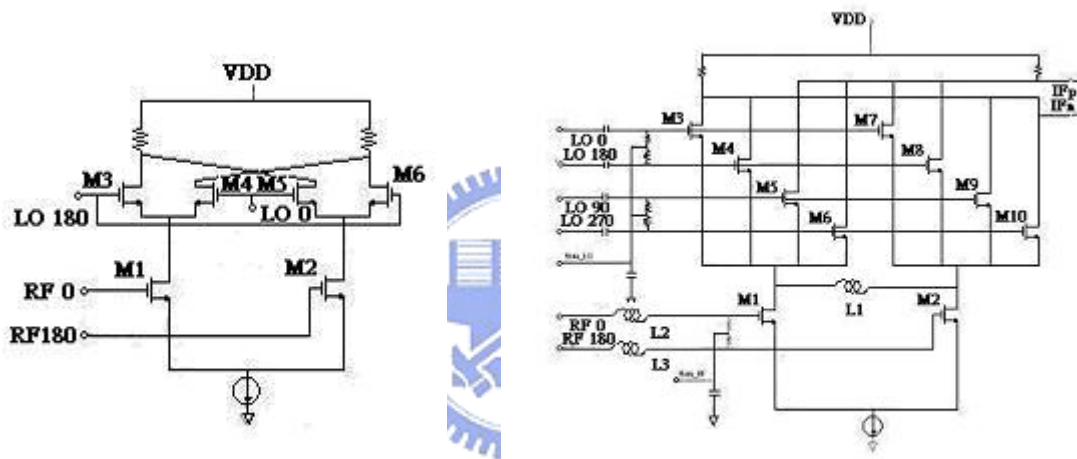 VDD
M3
M4
M5
M6
LO 180
LO 0
M1
M2
RF 0
RF180
VDD
IFp
IFn
M3
M7
LO 0
LO 180
M4
M8
LO 90
LO 270
M5
M9
M6
M10
M1
M2
L1
RF 0
RF 180
L2
L3